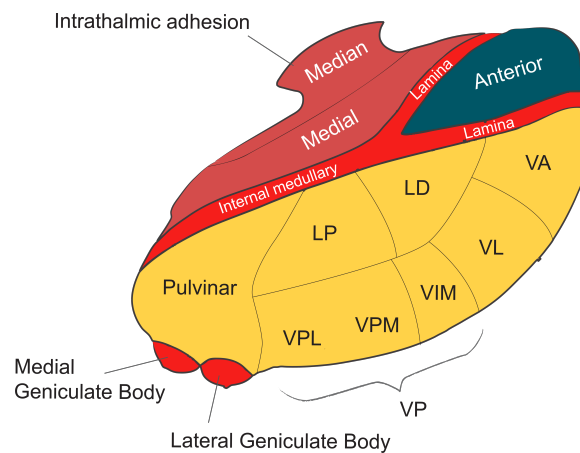 Intrathalmic adhesion
Median
Lamina
Anterior
Medial
Lamina
Internal medullary
VA
LD
LP
VL
Pulvinar
VIM
VPL
VPM
Medial
Geniculate Body
VP
Lateral Geniculate Body